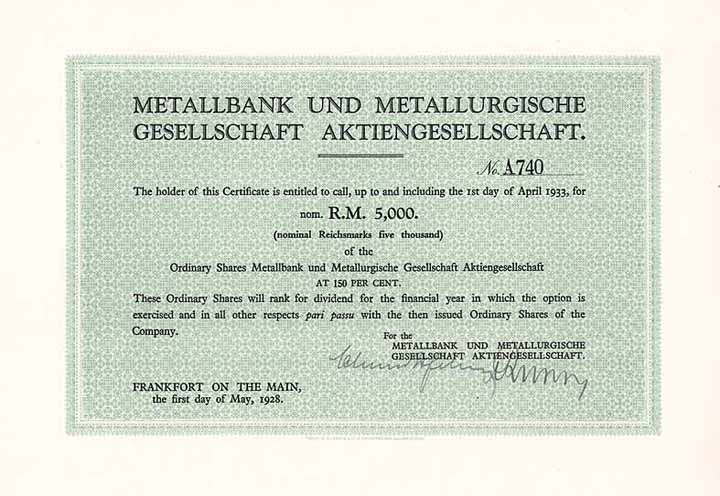 METALLBANK UND METALLURGISCHE
GESELLSCHAFT AKTIENGESELLSCHAFT.
No. A740
The holder of this Certificate is entitled to call, up to and including the 1st day of April 1933, for
nom. R.M. 5,000.
(nominal Reichsmarks five thousand)
of the
Ordinary Shares Metallbank und Metallurgische Gesellschaft Aktiengesellschaft
AT 150 PER CENT.
These Ordinary Shares will rank for dividend for the financial year in which the option is
exercised and in all other respects pari passu with the then issued Ordinary Shares of the
Company.
For the
METALLBANK UND METALLURGISCHE
GESELLSCHAFT AKTIENGESELLSCHAFT.
FRANKFORT ON THE MAIN,
the first day of May, 1928.